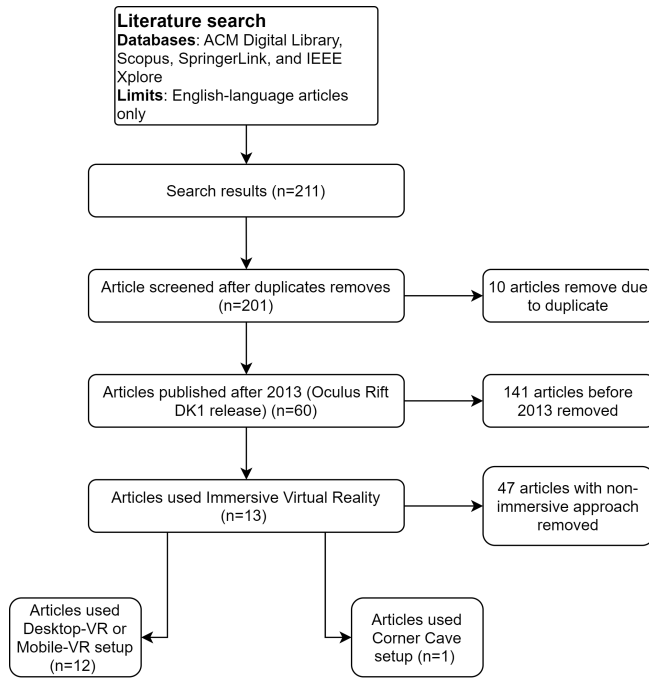 Literature search
Databases: ACM Digital Library,
Scopus, SpringerLink, and IEEE
Xplore
Limits: English-language articles
only
Search results (n=211)
Article screened after duplicates removes
(n=201)
10 articles remove due
to duplicate
Articles published after 2013 (Oculus Rift
DK1 release) (n=60)
141 articles before
2013 removed
Articles used Immersive Virtual Reality
(n=13)
47 articles with non-
immersive approach
removed
Articles used
Desktop-VR or
Mobile-VR setup
(n=12)
Articles used
Corner Cave
setup (n=1)